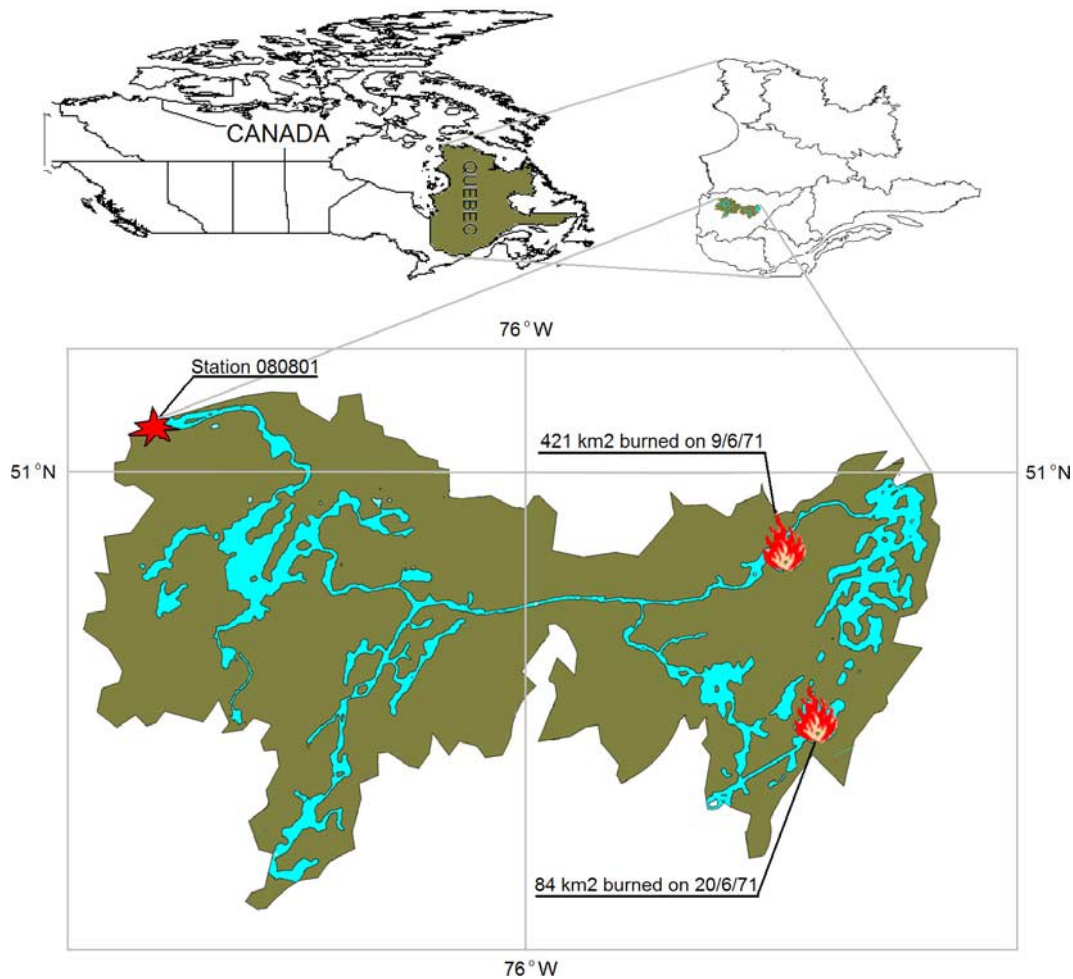 CANADA
QUEBEC
76°W
Station 080801
421 km2 burned on 9/6/71
51°N
51°N
84 km2 burned on 20/6/71
76°W